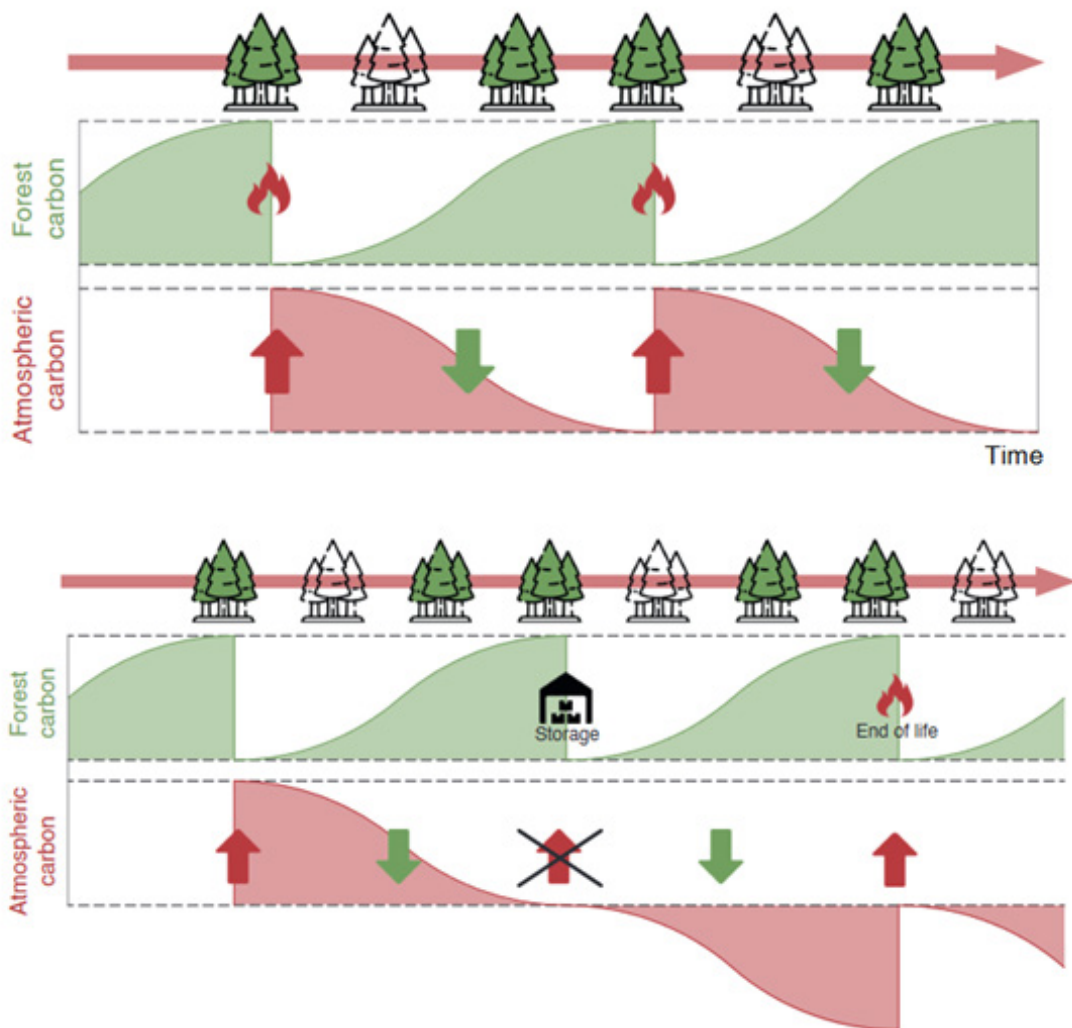 Forest
carbon
Atmospheric
carbon
Time
Forest
carbon
Storage
End of life
Atmospheric
carbon